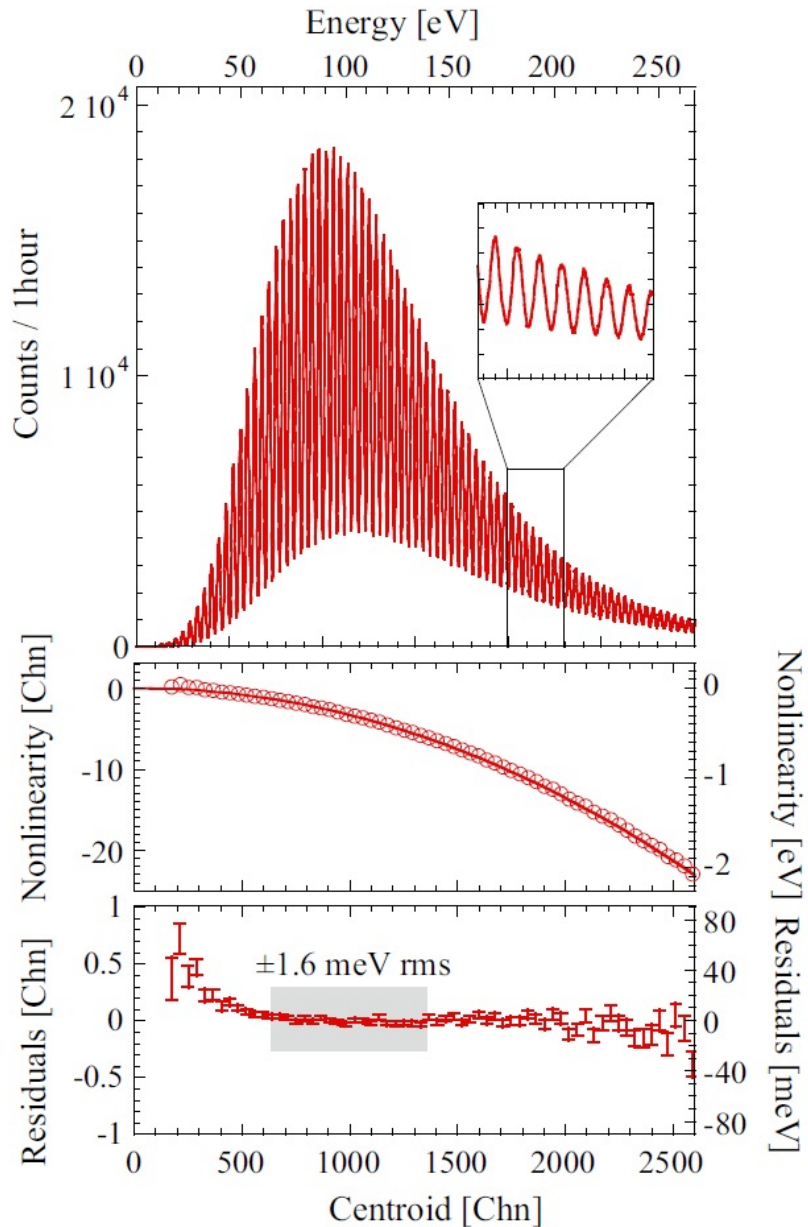 Energy [eV]
0 50 100 150 200 250
2 10⁴
1 10⁴
0
Counts / 1hour
0
-10
-20
Nonlinearity [Chn]
0
-1
-2
Nonlinearity [eV]
1
0.5
0
-0.5
-1
Residuals [Chn]
±1.6 meV rms
80
40
0
-40
-80
Residuals [meV]
0 500 1000 1500 2000 2500
Centroid [Chn]